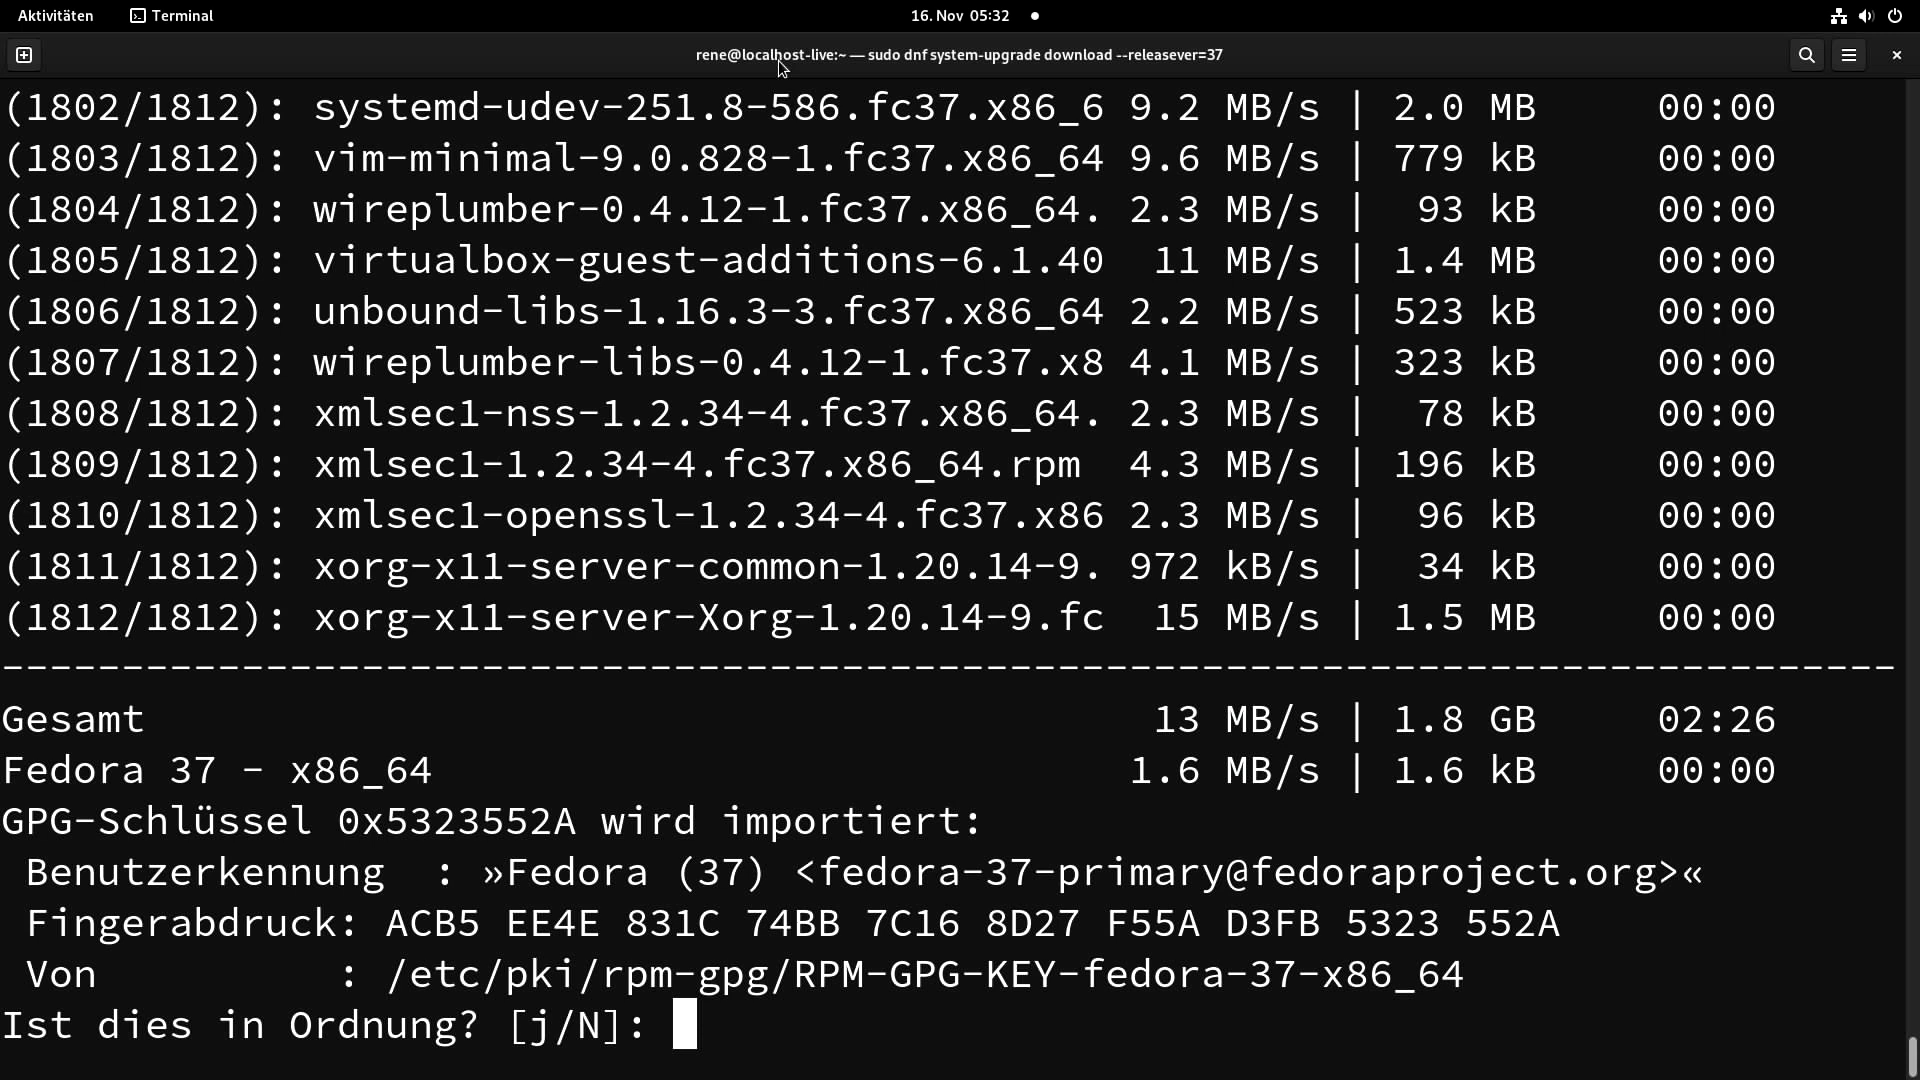 Aktivitäten Terminal 16. Nov 05:32
rene@localhost-live:~ — sudo dnf system-upgrade download --releasever=37
(1802/1812): systemd-udev-251.8-586.fc37.x86_6 9.2 MB/s | 2.0 MB 00:00
(1803/1812): vim-minimal-9.0.828-1.fc37.x86_64 9.6 MB/s | 779 kB 00:00
(1804/1812): wireplumber-0.4.12-1.fc37.x86_64. 2.3 MB/s | 93 kB 00:00
(1805/1812): virtualbox-guest-additions-6.1.40 11 MB/s | 1.4 MB 00:00
(1806/1812): unbound-libs-1.16.3-3.fc37.x86_64 2.2 MB/s | 523 kB 00:00
(1807/1812): wireplumber-libs-0.4.12-1.fc37.x8 4.1 MB/s | 323 kB 00:00
(1808/1812): xmlsec1-nss-1.2.34-4.fc37.x86_64. 2.3 MB/s | 78 kB 00:00
(1809/1812): xmlsec1-1.2.34-4.fc37.x86_64.rpm 4.3 MB/s | 196 kB 00:00
(1810/1812): xmlsec1-openssl-1.2.34-4.fc37.x86 2.3 MB/s | 96 kB 00:00
(1811/1812): xorg-x11-server-common-1.20.14-9. 972 kB/s | 34 kB 00:00
(1812/1812): xorg-x11-server-Xorg-1.20.14-9.fc 15 MB/s | 1.5 MB 00:00
--------------------------------------------------------------------------------
Gesamt 13 MB/s | 1.8 GB 02:26
Fedora 37 - x86_64 1.6 MB/s | 1.6 kB 00:00
GPG-Schlüssel 0x5323552A wird importiert:
Benutzerkennung : »Fedora (37) <fedora-37-primary@fedoraproject.org>«
Fingerabdruck: ACB5 EE4E 831C 74BB 7C16 8D27 F55A D3FB 5323 552A
Von : /etc/pki/rpm-gpg/RPM-GPG-KEY-fedora-37-x86_64
Ist dies in Ordnung? [j/N]: